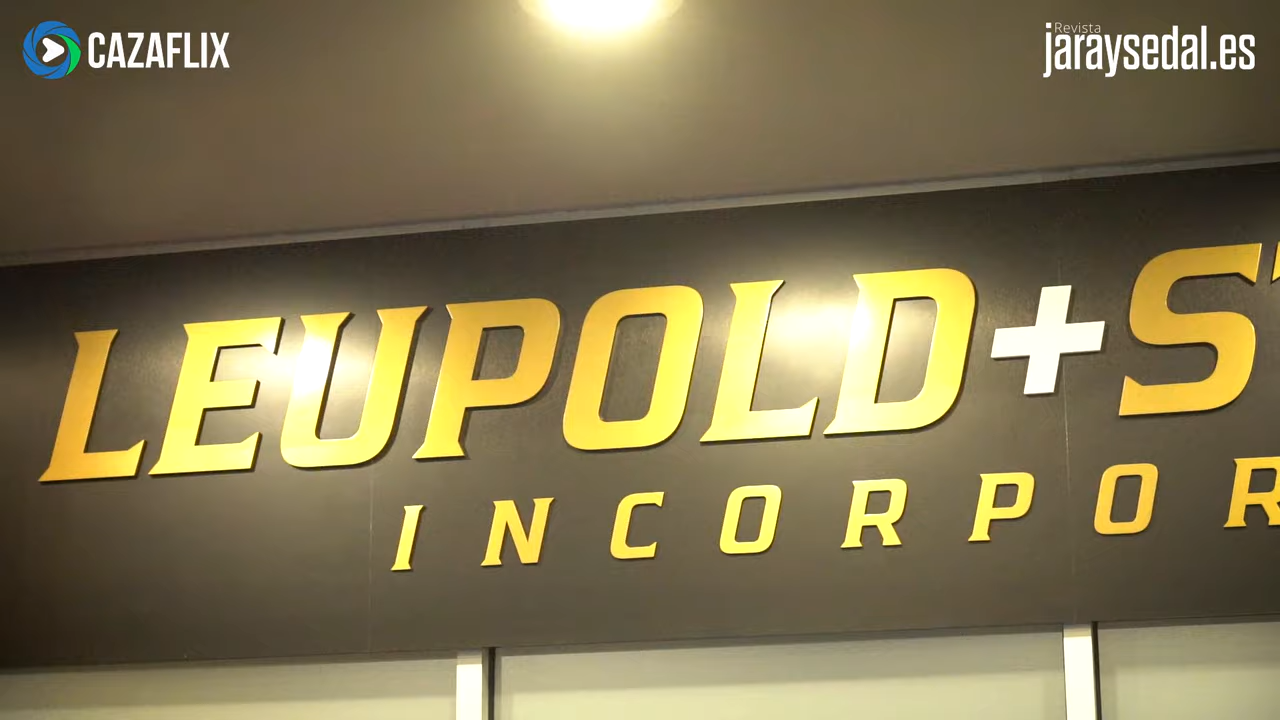 CAZAFLIX
Revista
jaraysedal.es
LEUPOLD+S
INCORPOR